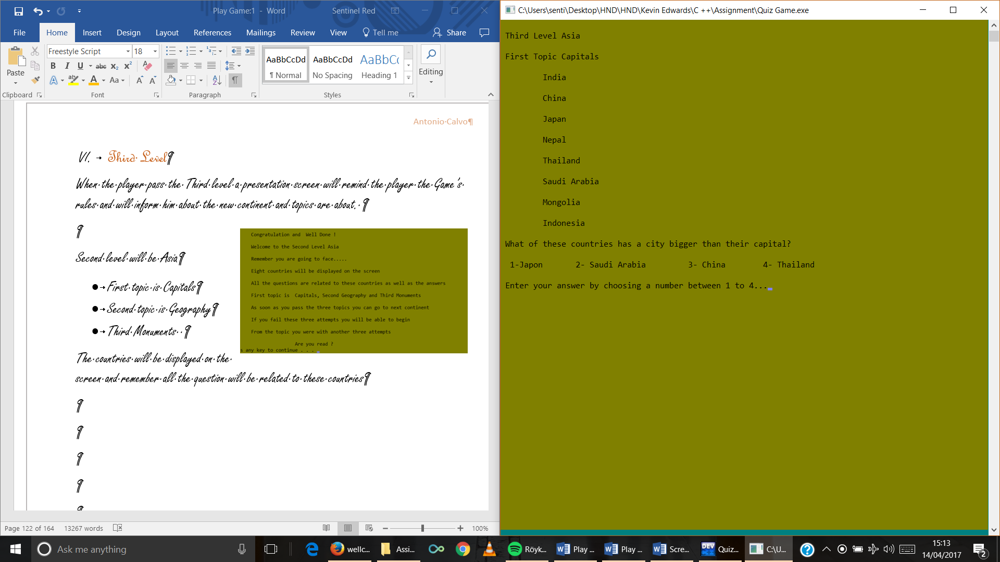 Play Game:1 - Word
Sentinel Red
File
Home
Insert
Design
Layout
References
Mailings
Review
View
Tell me
Share
Paste
Clipboard
Freestyle Script
18
B I U abc x₂ x²
Aa
Font
Paragraph
AaBbCcDd
¶ Normal
AaBbCcDd
No Spacing
AaBbCc
Heading 1
Styles
Editing
Antonio·Calvo¶
VI. → Third· Level¶
When·the·player·pass·the· Third·level·a·presentation·screen·will·remind·the·player·the·Game's·
rules·and·will·inform·him·about·the·new·continent·and·topics·are·about.·¶
¶
Second·level·will·be·Asia¶
●→First·topic·is·Capitals¶
●→Second·topic·is·Geography¶
●→Third·Monuments··¶
The·countries·will·be·displayed·on·the·
screen·and·remember·all·the·question·will·be·related·to·these·countries¶
¶
¶
¶
¶
Congratulation and  Well Done !
Welcome to the Second Level Asia
Remember you are going to face.....
Eight countries will be displayed on the screen
All the questions are related to these countries as well as the answers
First topic is  Capitals, Second Geography and Third Monuments
As soon as you pass the three topics you can go to next continent
If you fail these three attempts you will be able to begin
From the topic you were with another three attempts
Are you read ?
s any key to continue . . .
Page 122 of 164
13267 words
100%
C:\Users\senti\Desktop\HND\HND\Kevin Edwards\C ++\Assignment\Quiz Game.exe
Third Level Asia
First Topic Capitals
India
China
Japan
Nepal
Thailand
Saudi Arabia
Mongolia
Indonesia
What of these countries has a city bigger than their capital?
1-Japon 2- Saudi Arabia 3- China 4- Thailand
Enter your answer by choosing a number between 1 to 4...
Ask me anything
wellc...
Assi...
Röyk...
Play ...
Play ...
Scre...
DEV
Quiz...
C:\U...
15:13
14/04/2017
2